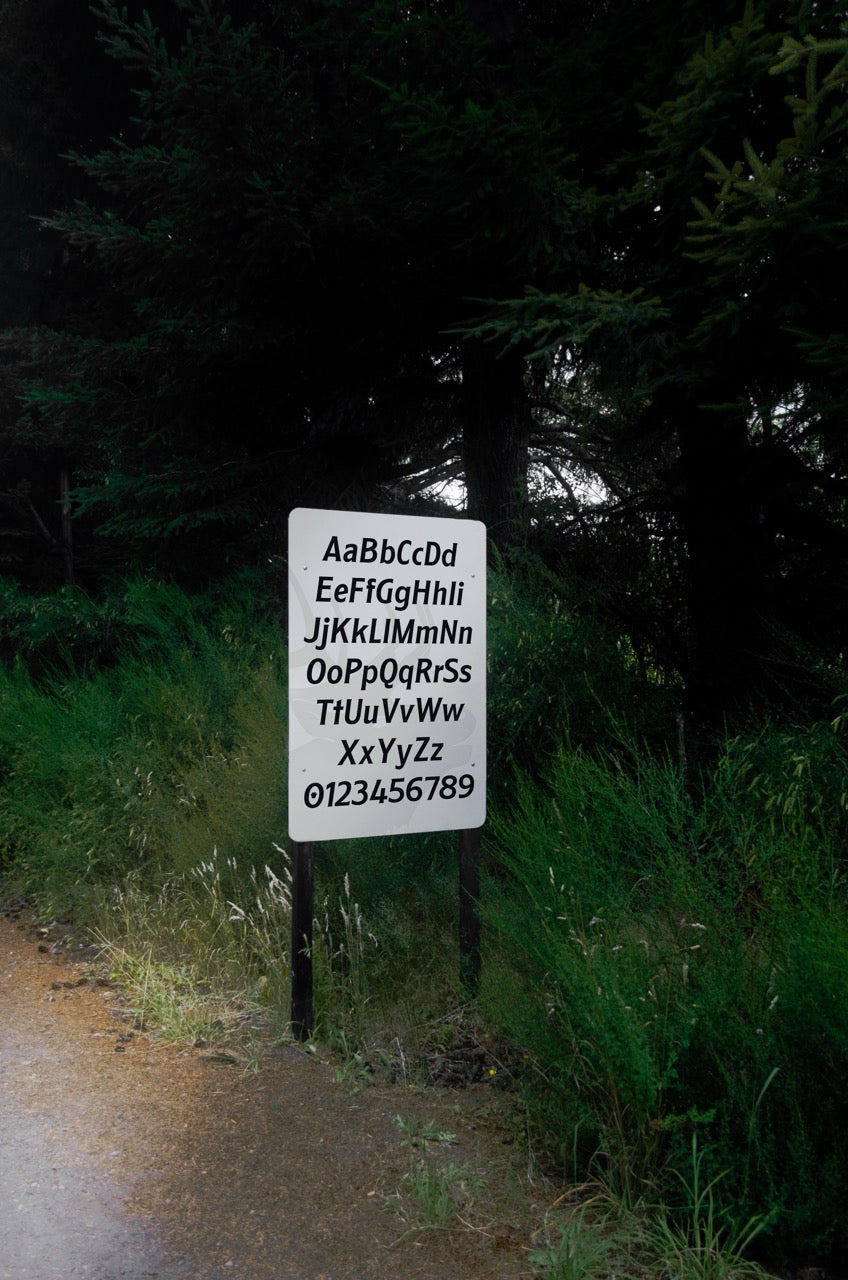 AaBbCcDd
EeFfGgHhIi
JjKkLlMmNn
OoPpQqRrSs
TtUuVvWw
XxYyZz
0123456789